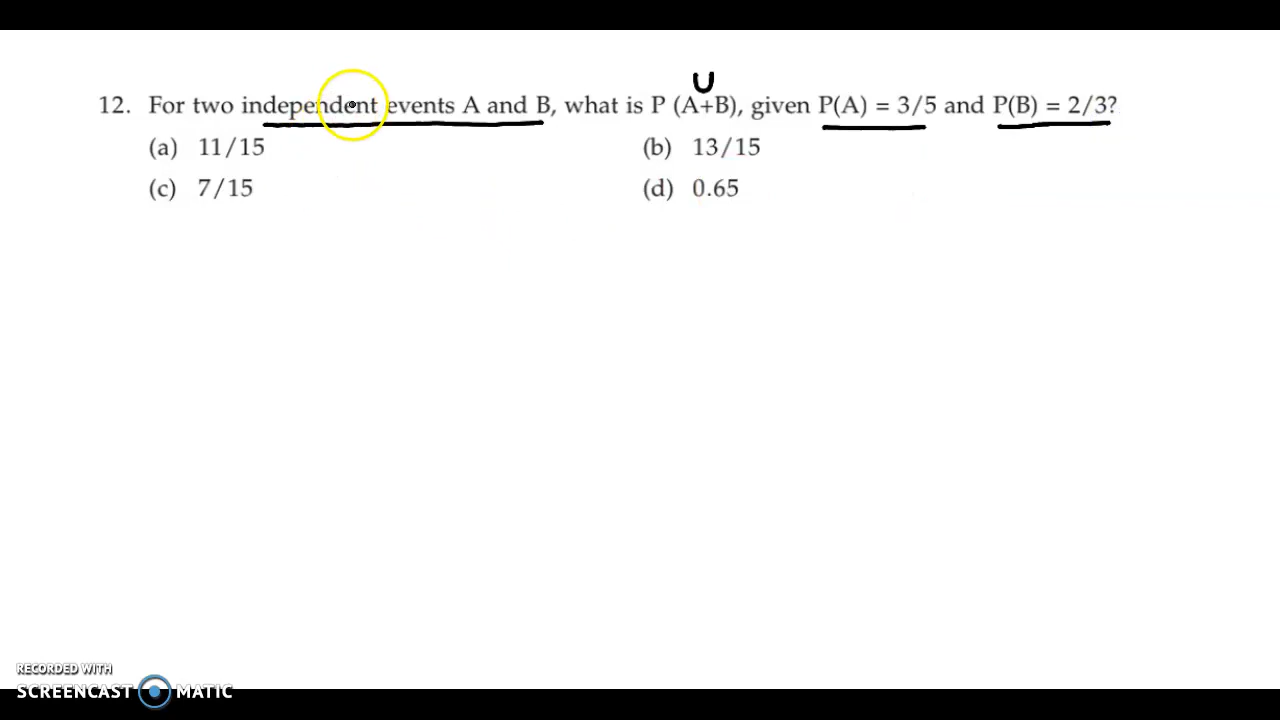 U
12. For two independent events A and B, what is P (A+B), given P(A) = 3/5 and P(B) = 2/3?
(a) 11/15 (b) 13/15
(c) 7/15 (d) 0.65
RECORDED WITH
SCREENCAST MATIC